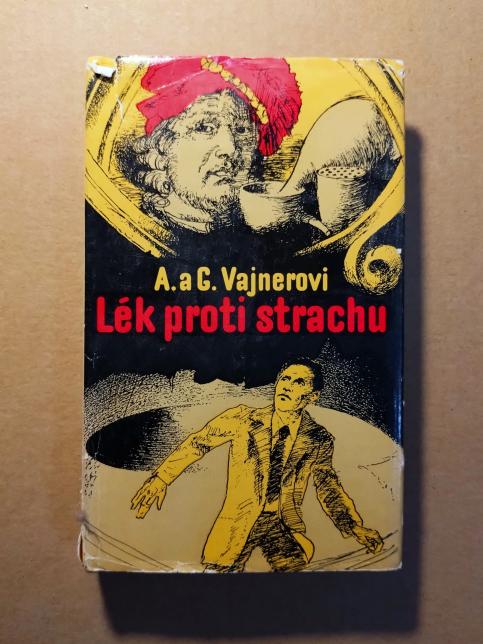 A. a G. Vajnerovi
Lék proti strachu